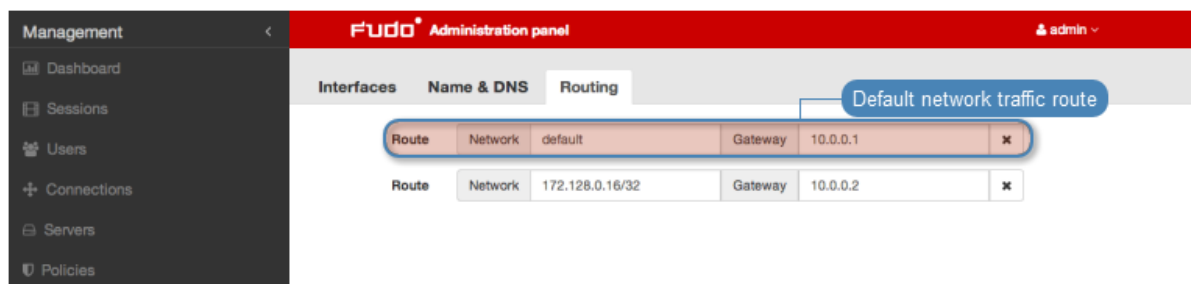 Management
FUDO Administration panel
admin
Dashboard
Interfaces Name & DNS Routing
Sessions
Default network traffic route
Users
Route Network default Gateway 10.0.0.1
Connections
Route Network 172.128.0.16/32 Gateway 10.0.0.2
Servers
Policies